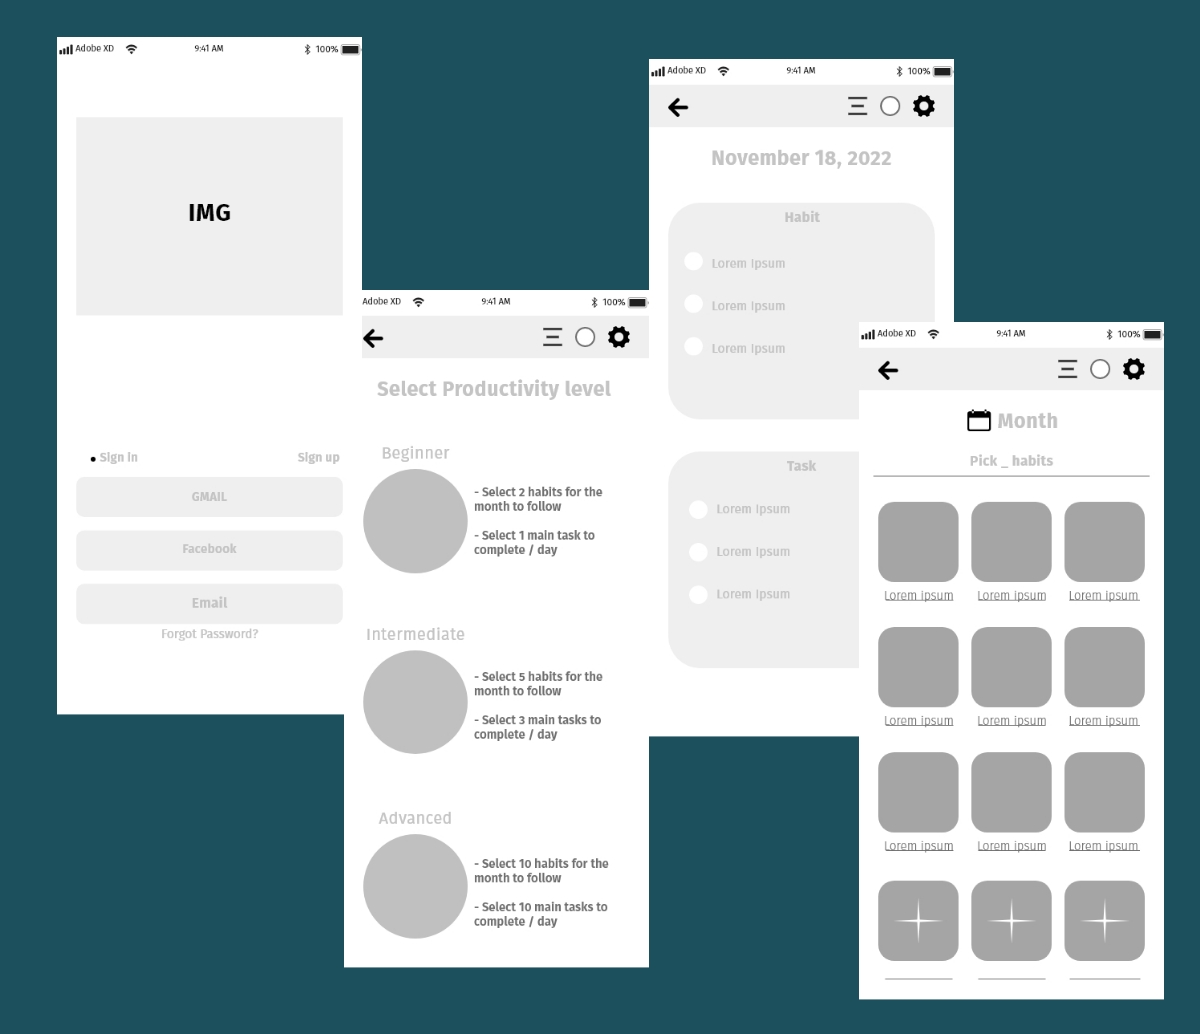 Adobe XD 9:41 AM 100%
IMG
Sign in Sign up
GMAIL
Facebook
Email
Forgot Password?
Adobe XD 9:41 AM 100%
Select Productivity level
Beginner
- Select 2 habits for the
month to follow
- Select 1 main task to
complete / day
Intermediate
- Select 5 habits for the
month to follow
- Select 3 main tasks to
complete / day
Advanced
- Select 10 habits for the
month to follow
- Select 10 main tasks to
complete / day
Adobe XD 9:41 AM 100%
November 18, 2022
Habit
Lorem Ipsum
Lorem Ipsum
Lorem Ipsum
Task
Lorem Ipsum
Lorem Ipsum
Lorem Ipsum
Adobe XD 9:41 AM 100%
Month
Pick _ habits
Lorem ipsum Lorem ipsum Lorem ipsum
Lorem ipsum Lorem ipsum Lorem ipsum
Lorem ipsum Lorem ipsum Lorem ipsum